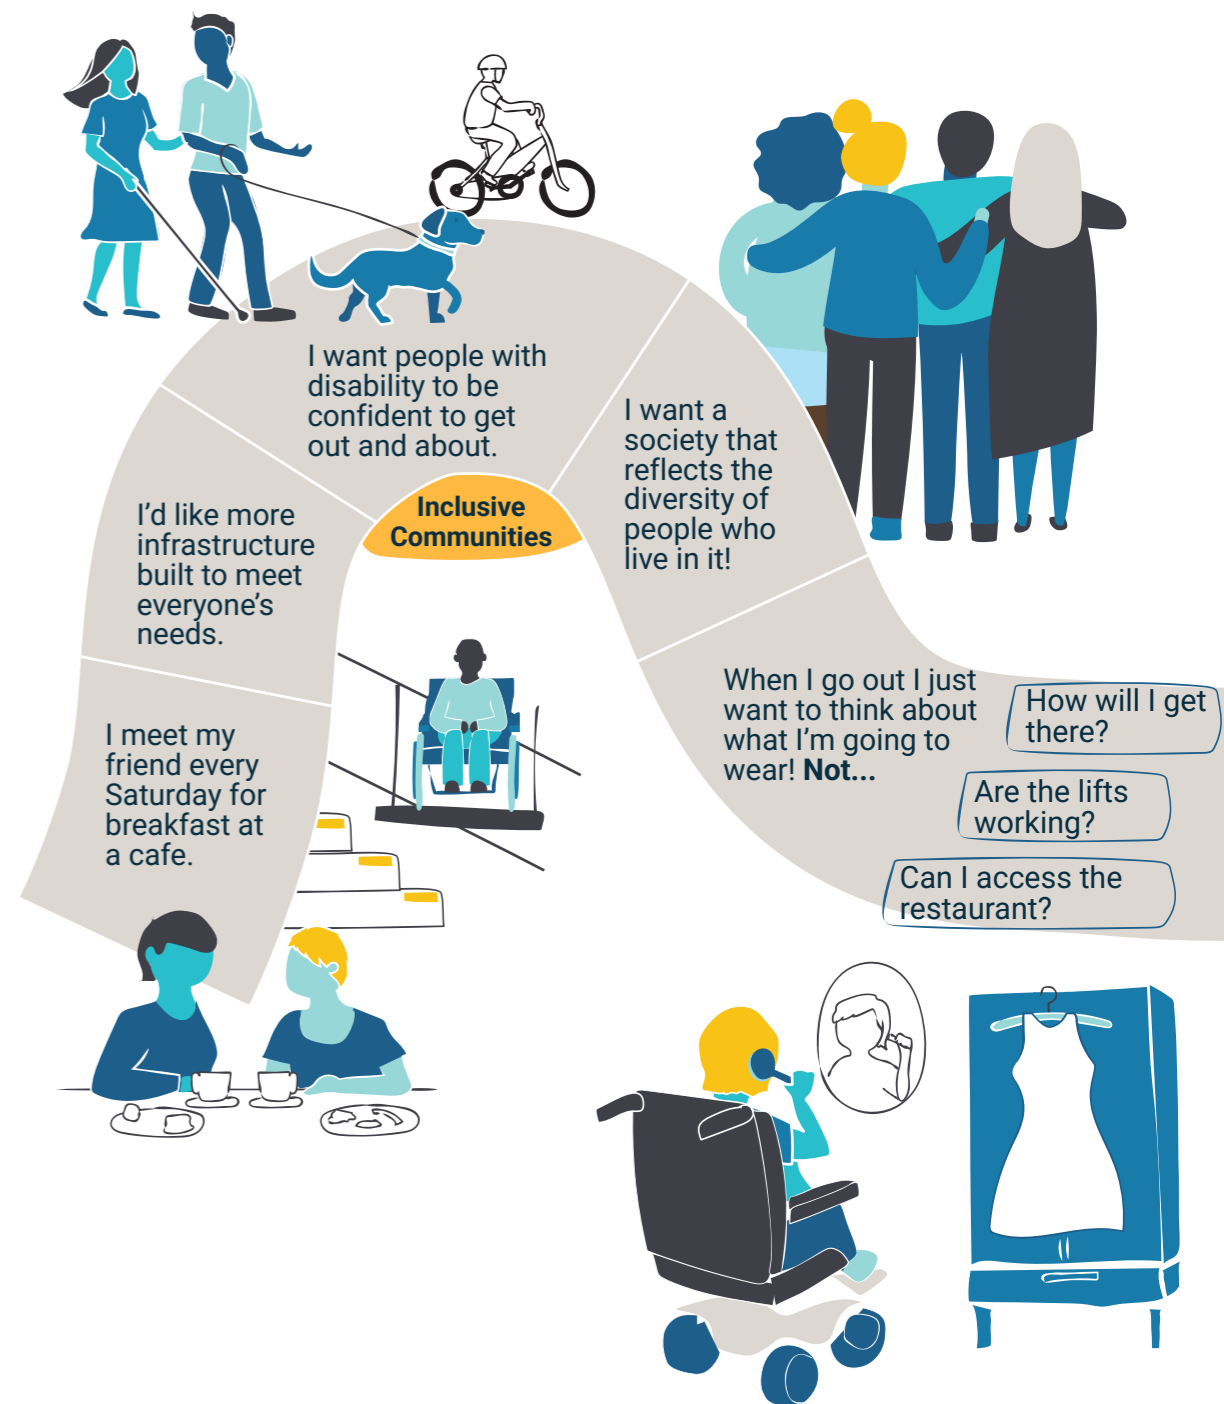 I want people with
disability to be
confident to get
out and about.
Inclusive
Communities
I want a
society that
reflects the
diversity of
people who
live in it!
I’d like more
infrastructure
built to meet
everyone’s
needs.
I meet my
friend every
Saturday for
breakfast at
a cafe.
When I go out I just
want to think about
what I’m going to
wear! Not...
How will I get
there?
Are the lifts
working?
Can I access the
restaurant?